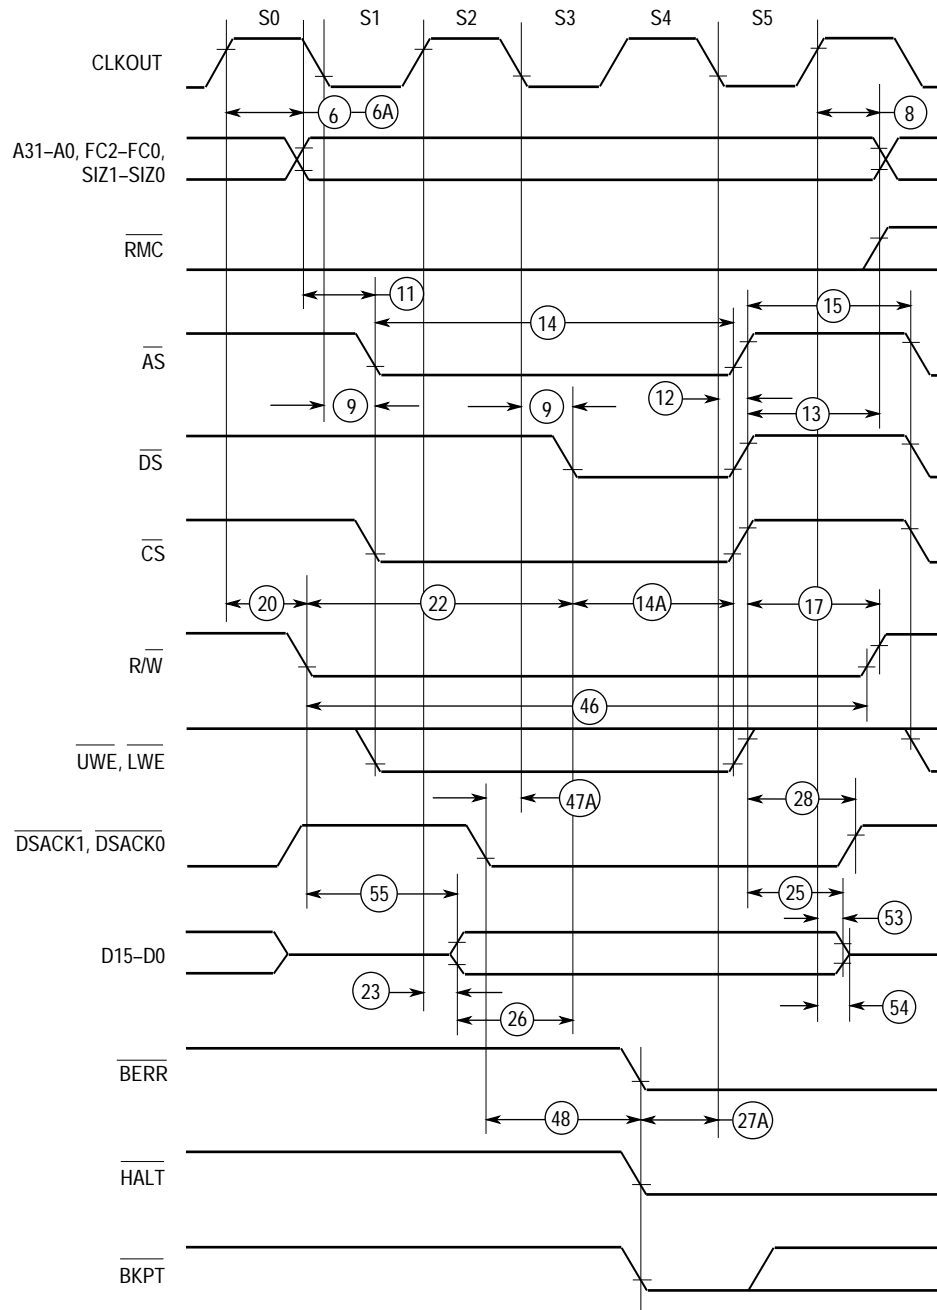 S0 S1 S2 S3 S4 S5
CLKOUT
6 6A 8
A31–A0, FC2–FC0,
SIZ1–SIZ0
RMC
11 15
14
AS
9 9 12 13
DS
CS
20 22 14A 17
R/W
46
UWE, LWE
47A 28
DSACK1, DSACK0
55 25
53
D15–D0
23 26 54
BERR
48 27A
HALT
BKPT